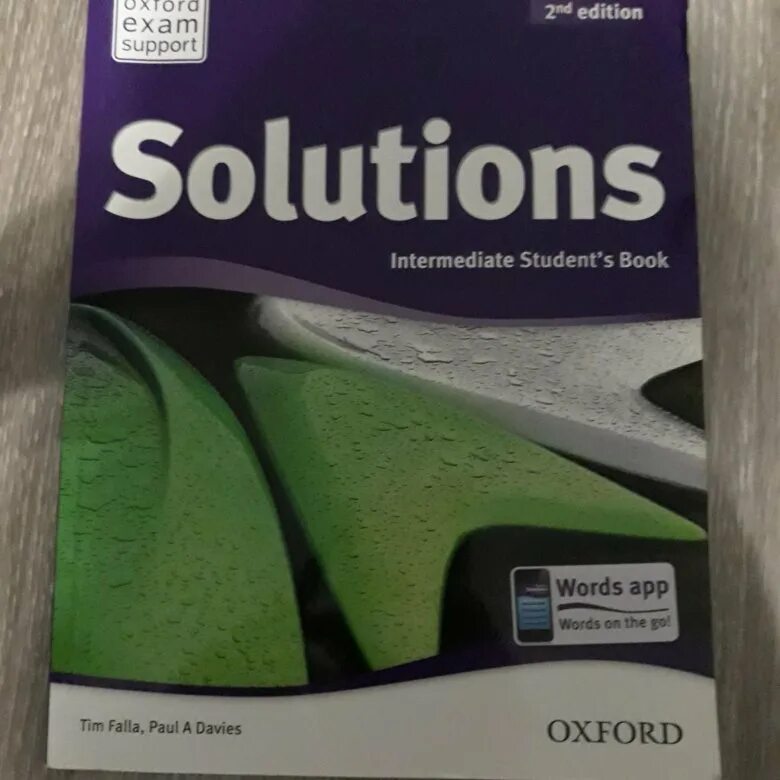 oxford
exam
support
2nd edition
Solutions
Intermediate Student's Book
Words app
Words on the go!
Tim Falla, Paul A Davies
OXFORD